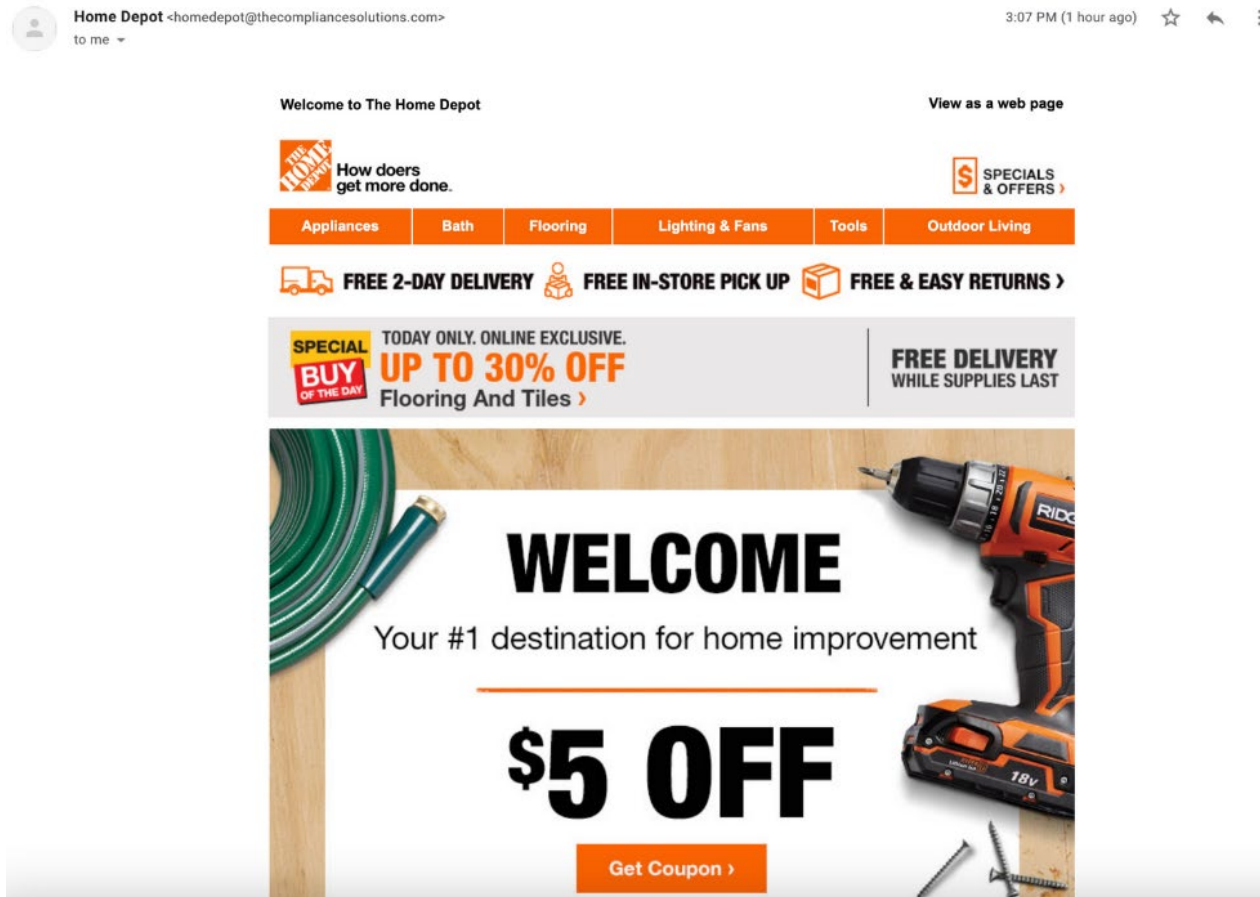 Home Depot <homedepot@thecompliancesolutions.com>
3:07 PM (1 hour ago)
to me
Welcome to The Home Depot
View as a web page
THE
HOME
DEPOT
How doers
get more done.
$ SPECIALS
& OFFERS ›
Appliances Bath Flooring Lighting & Fans Tools Outdoor Living
FREE 2-DAY DELIVERY FREE IN-STORE PICK UP FREE & EASY RETURNS ›
SPECIAL
BUY
OF THE DAY
TODAY ONLY. ONLINE EXCLUSIVE.
UP TO 30% OFF
Flooring And Tiles ›
FREE DELIVERY
WHILE SUPPLIES LAST
WELCOME
Your #1 destination for home improvement
$5 OFF
Get Coupon ›
18v